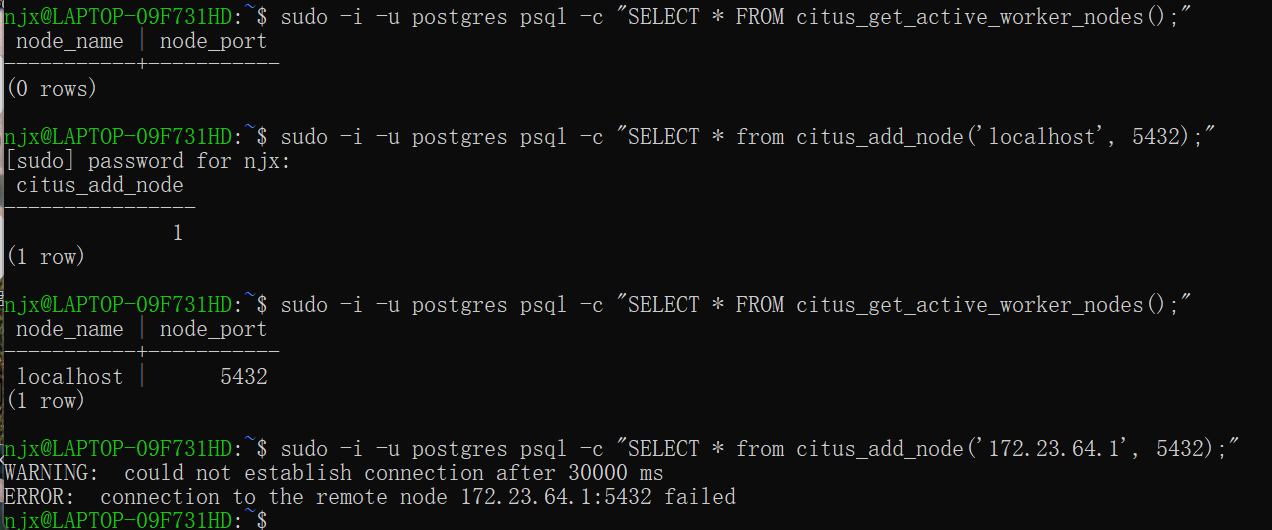 njx@LAPTOP-09F731HD:~$ sudo -i -u postgres psql -c "SELECT * FROM citus_get_active_worker_nodes();"
 node_name | node_port
-----------+-----------
(0 rows)

njx@LAPTOP-09F731HD:~$ sudo -i -u postgres psql -c "SELECT * from citus_add_node('localhost', 5432);"
[sudo] password for njx:
 citus_add_node
----------------
              1
(1 row)

njx@LAPTOP-09F731HD:~$ sudo -i -u postgres psql -c "SELECT * FROM citus_get_active_worker_nodes();"
 node_name | node_port
-----------+-----------
 localhost |      5432
(1 row)

njx@LAPTOP-09F731HD:~$ sudo -i -u postgres psql -c "SELECT * from citus_add_node('172.23.64.1', 5432);"
WARNING:  could not establish connection after 30000 ms
ERROR:  connection to the remote node 172.23.64.1:5432 failed
njx@LAPTOP-09F731HD:~$